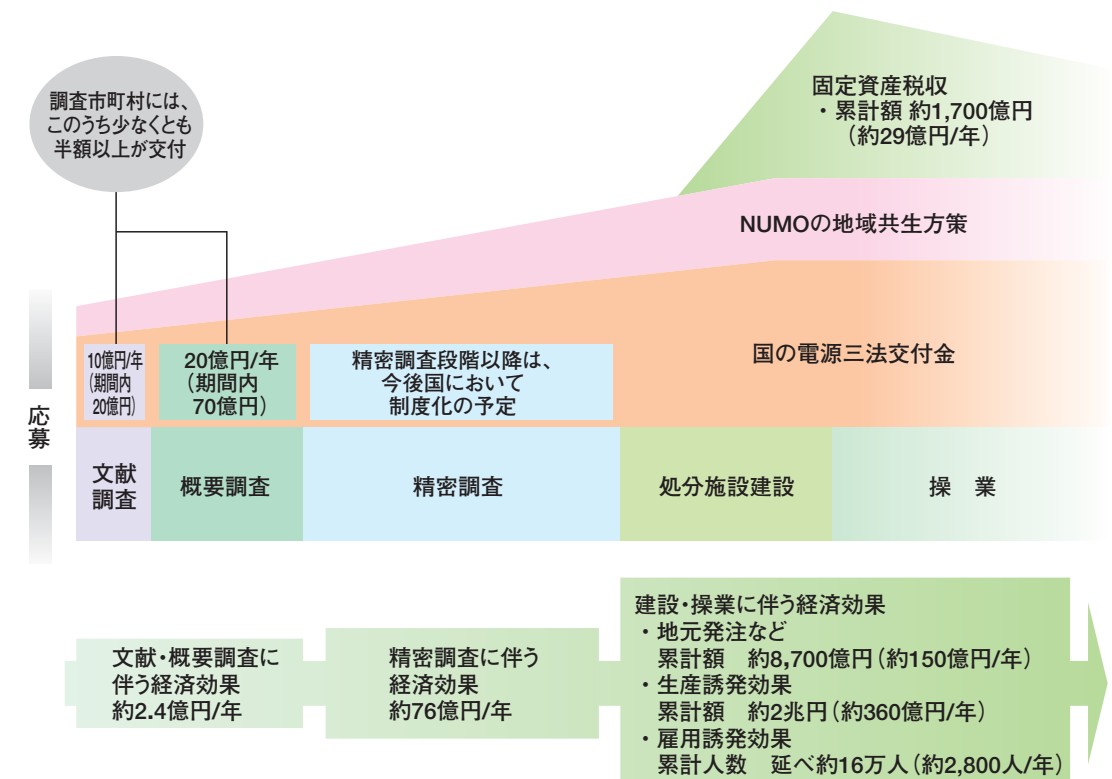 調査市町村には、
このうち少なくとも
半額以上が交付
固定資産税収
・累計額 約1,700億円
(約29億円/年)
NUMOの地域共生方策
国の電源三法交付金
10億円/年
(期間内
20億円)
20億円/年
(期間内
70億円)
精密調査段階以降は、
今後国において
制度化の予定
応募
文献
調査
概要調査
精密調査
処分施設建設
操 業
文献・概要調査に
伴う経済効果
約2.4億円/年
精密調査に伴う
経済効果
約76億円/年
建設・操業に伴う経済効果
・地元発注など
累計額 約8,700億円(約150億円/年)
・生産誘発効果
累計額 約2兆円(約360億円/年)
・雇用誘発効果
累計人数 延べ約16万人(約2,800人/年)